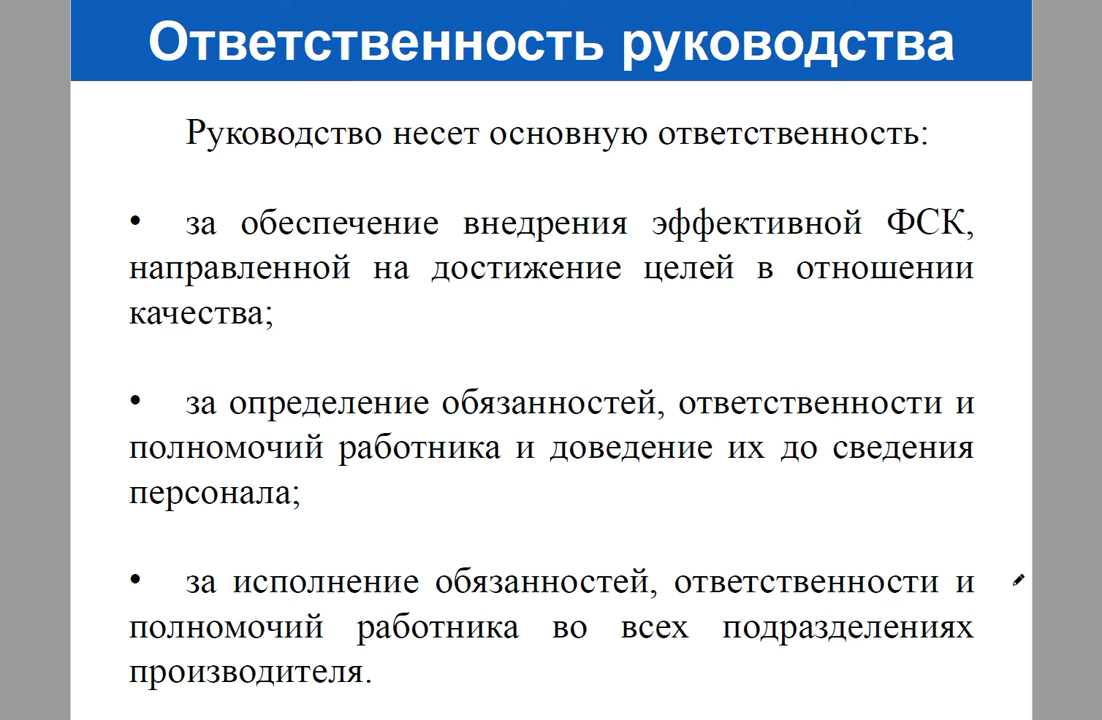 Ответственность руководства
Руководство несет основную ответственность:
• за обеспечение внедрения эффективной ФСК,
направленной на достижение целей в отношении
качества;
• за определение обязанностей, ответственности и
полномочий работника и доведение их до сведения
персонала;
• за исполнение обязанностей, ответственности и
полномочий работника во всех подразделениях
производителя.